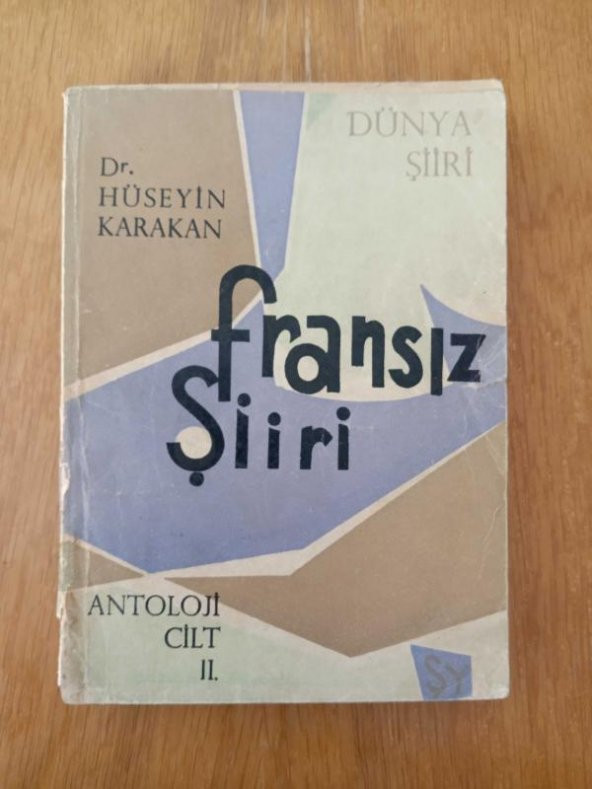 DÜNYA
ŞİİRİ
Dr.
HÜSEYİN
KARAKAN
fransız
Şiiri
ANTOLOJİ
CİLT
II.
ŞY